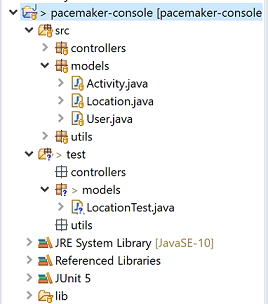 > pacemaker-console [pacemaker-console
src
controllers
models
Activity.java
Location.java
User.java
utils
> test
controllers
> models
LocationTest.java
utils
JRE System Library [JavaSE-10]
Referenced Libraries
JUnit 5
lib